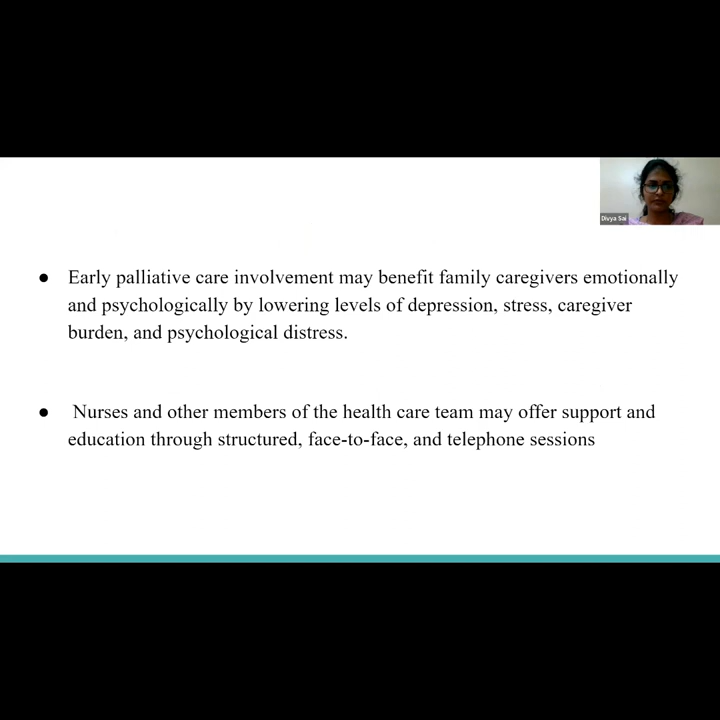 Divya Sai
● Early palliative care involvement may benefit family caregivers emotionally
and psychologically by lowering levels of depression, stress, caregiver
burden, and psychological distress.
● Nurses and other members of the health care team may offer support and
education through structured, face-to-face, and telephone sessions